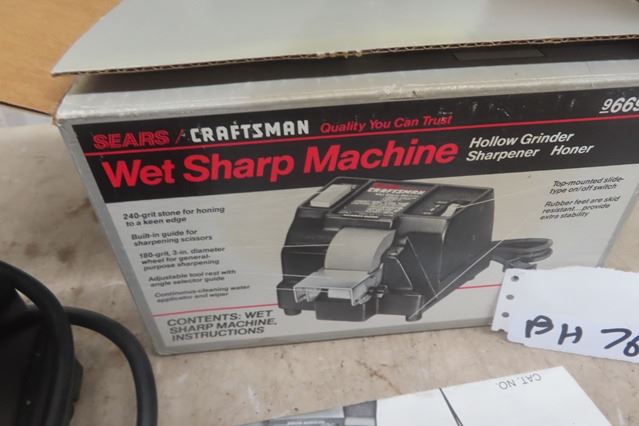 9669
SEARS / CRAFTSMAN Quality You Can Trust
Wet Sharp Machine
Hollow Grinder
Sharpener Honer
240-grit stone for honing
to a keen edge
Built-in guide for
sharpening scissors
180-grit, 3-in. diameter
wheel for general-
purpose sharpening
Adjustable tool rest with
angle selector guide
Continuous-cleaning water
applicator and wiper
CONTENTS: WET
SHARP MACHINE,
INSTRUCTIONS
CRAFTSMAN
Top-mounted slide-
type on/off switch
Rubber feet are skid
resistant...provide
extra stability
BH 76
CAT. NO.